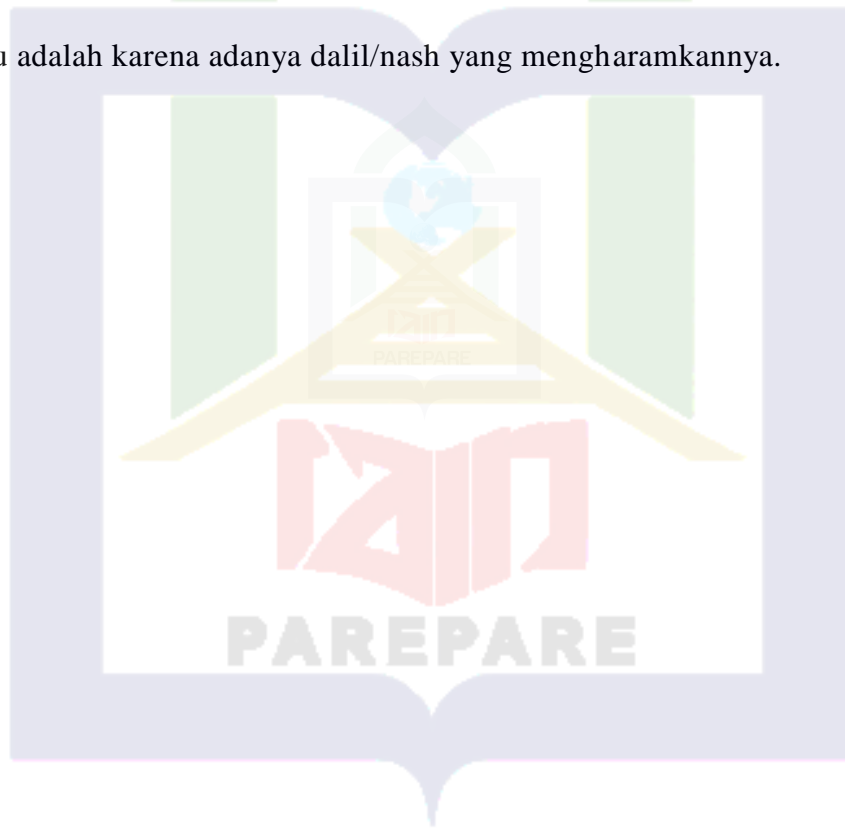 adalah karena adanya dalil/nash yang mengharamkannya.
iain
PAREPARE
iain
PAREPARE